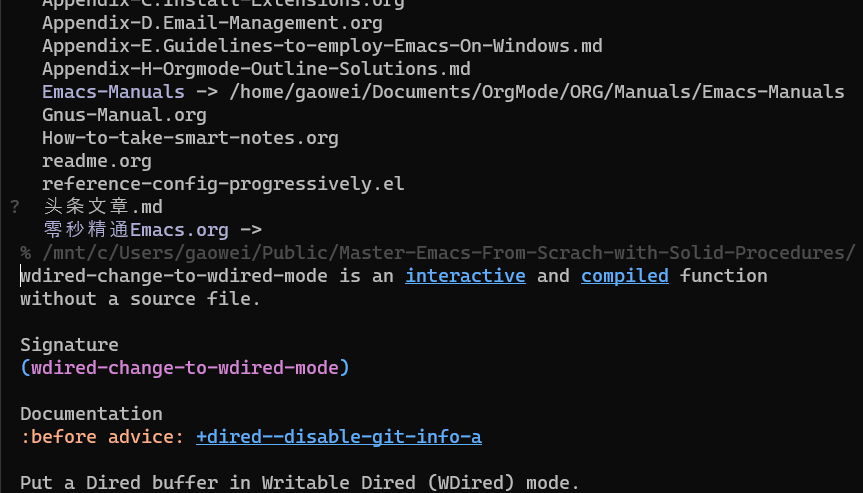 Appendix-C.Install-Extensions.org
Appendix-D.Email-Management.org
Appendix-E.Guidelines-to-employ-Emacs-On-Windows.md
Appendix-H-Orgmode-Outline-Solutions.md
Emacs-Manuals -> /home/gaowei/Documents/OrgMode/ORG/Manuals/Emacs-Manuals
Gnus-Manual.org
How-to-take-smart-notes.org
readme.org
reference-config-progressively.el
? 头条文章.md
零秒精通Emacs.org ->
% /mnt/c/Users/gaowei/Public/Master-Emacs-From-Scrach-with-Solid-Procedures/
wdired-change-to-wdired-mode is an interactive and compiled function
without a source file.
Signature
(wdired-change-to-wdired-mode)
Documentation
:before advice: +dired--disable-git-info-a
Put a Dired buffer in Writable Dired (WDired) mode.